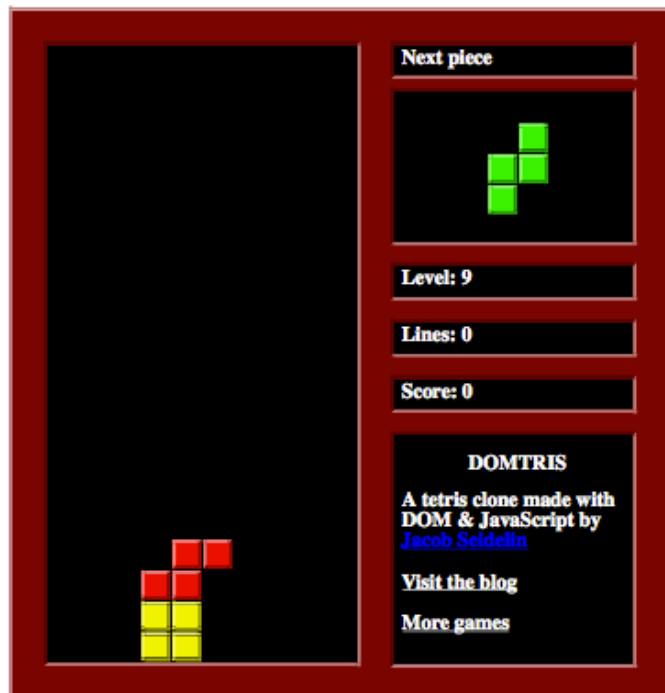 Next piece
Level: 9
Lines: 0
Score: 0
DOMTRIS
A tetris clone made with
DOM & JavaScript by
Jacob Seidelin
Visit the blog
More games